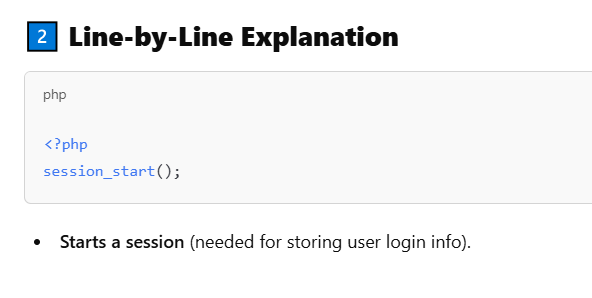 2 Line-by-Line Explanation
php
<?php
session_start();
• Starts a session (needed for storing user login info).